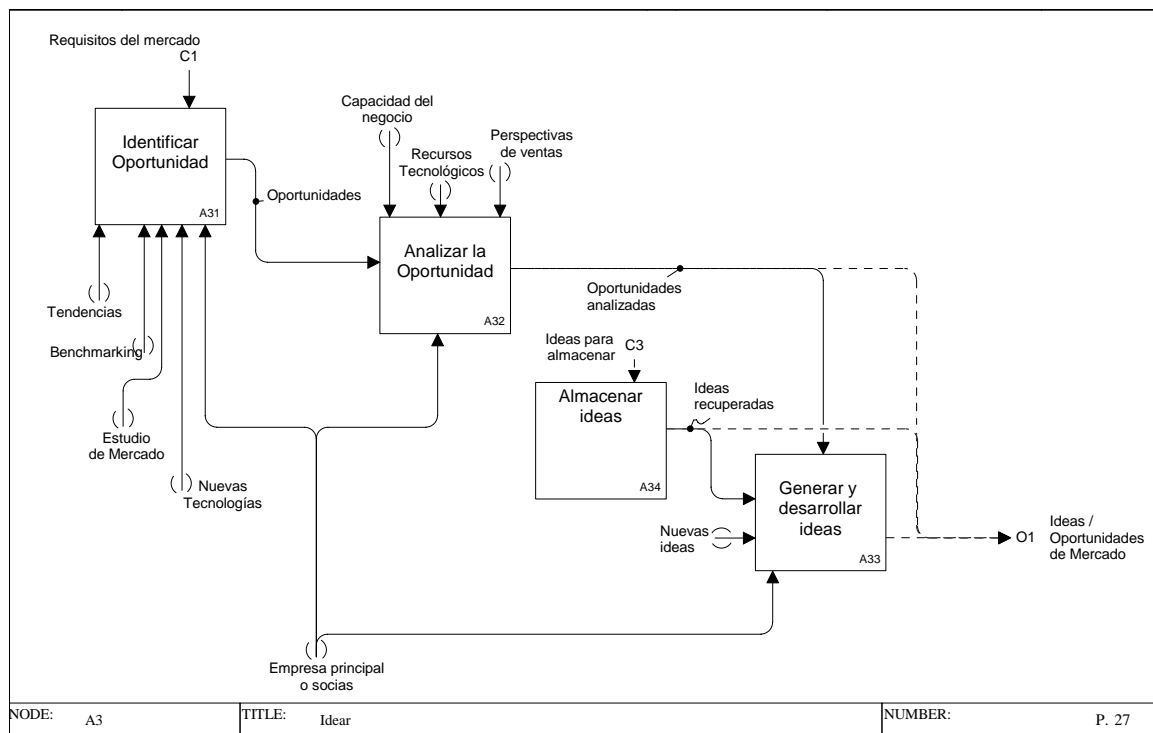 Requisitos del mercado
C1
Identificar
Oportunidad
A31
Capacidad del
negocio
Recursos
Tecnológicos
Perspectivas
de ventas
Oportunidades
Analizar la
Oportunidad
A32
Tendencias
Benchmarking
Estudio
de Mercado
Nuevas
Tecnologías
Oportunidades
analizadas
Ideas para
almacenar
C3
Almacenar
ideas
A34
Ideas
recuperadas
Generar y
desarrollar
ideas
A33
Nuevas
ideas
O1
Ideas /
Oportunidades
de Mercado
Empresa principal
o socias
NODE: A3
TITLE: Idear
NUMBER: P. 27